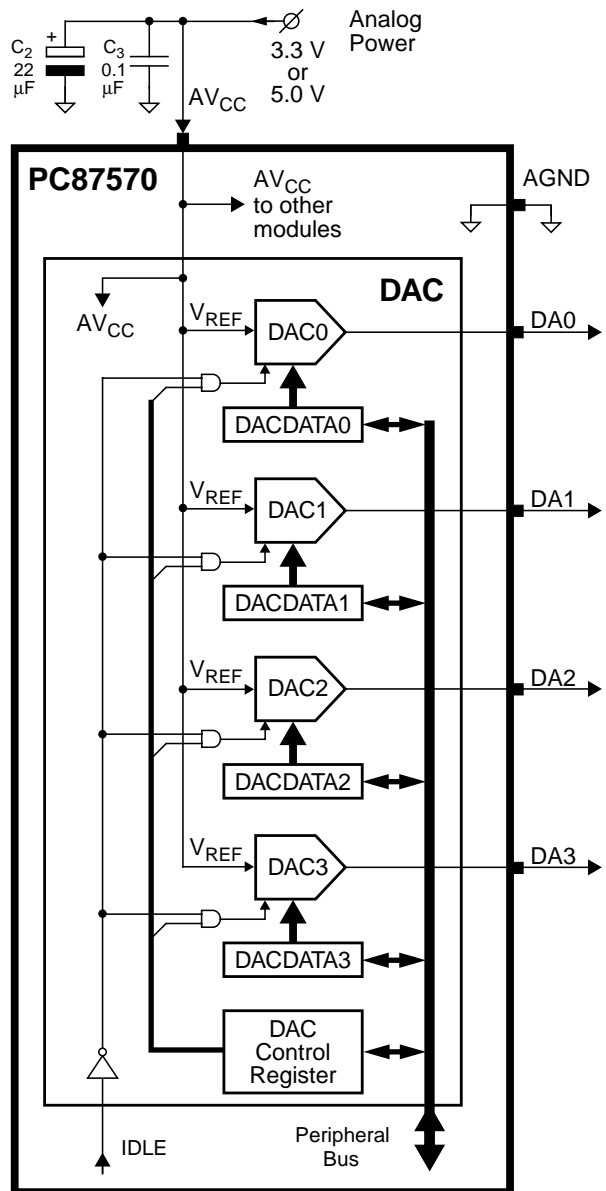 Analog
Power
+
C2
22
µF
C3
0.1
µF
3.3 V
or
5.0 V
AVCC
PC87570
AVCC
to other
modules
AGND
DAC
AVCC
VREF
DAC0
DA0
DACDATA0
VREF
DAC1
DA1
DACDATA1
VREF
DAC2
DA2
DACDATA2
VREF
DAC3
DA3
DACDATA3
DAC
Control
Register
IDLE
Peripheral
Bus